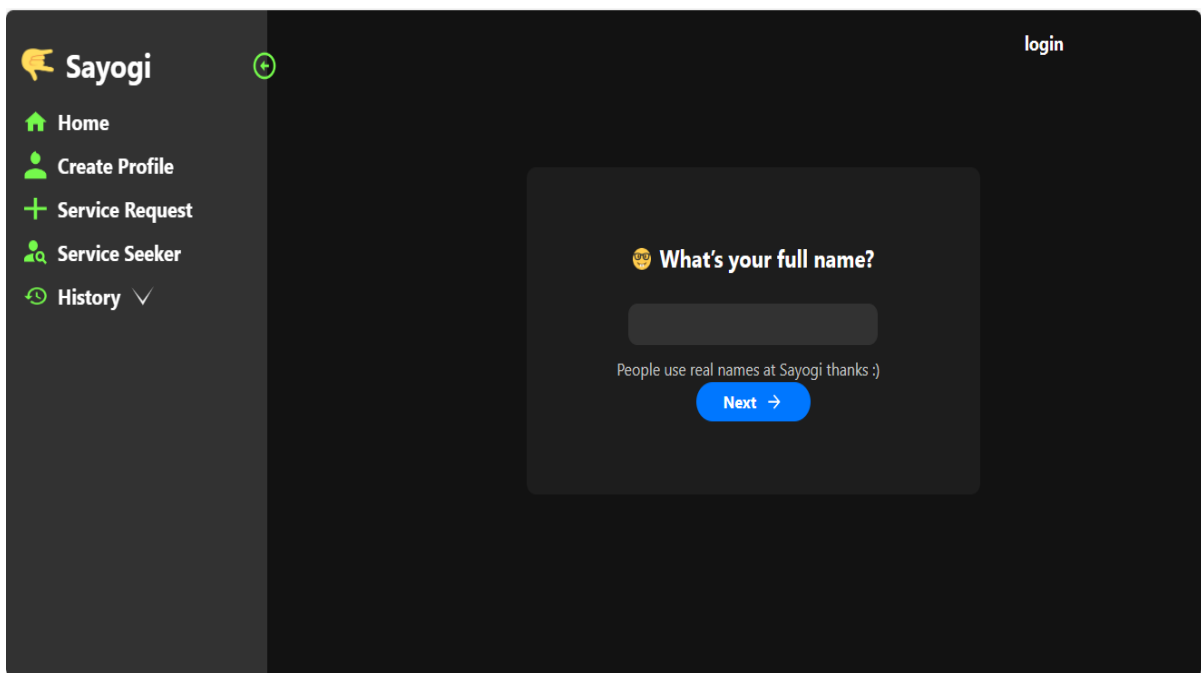 Sayogi
Home
Create Profile
Service Request
Service Seeker
History
login
What's your full name?
People use real names at Sayogi thanks :)
Next